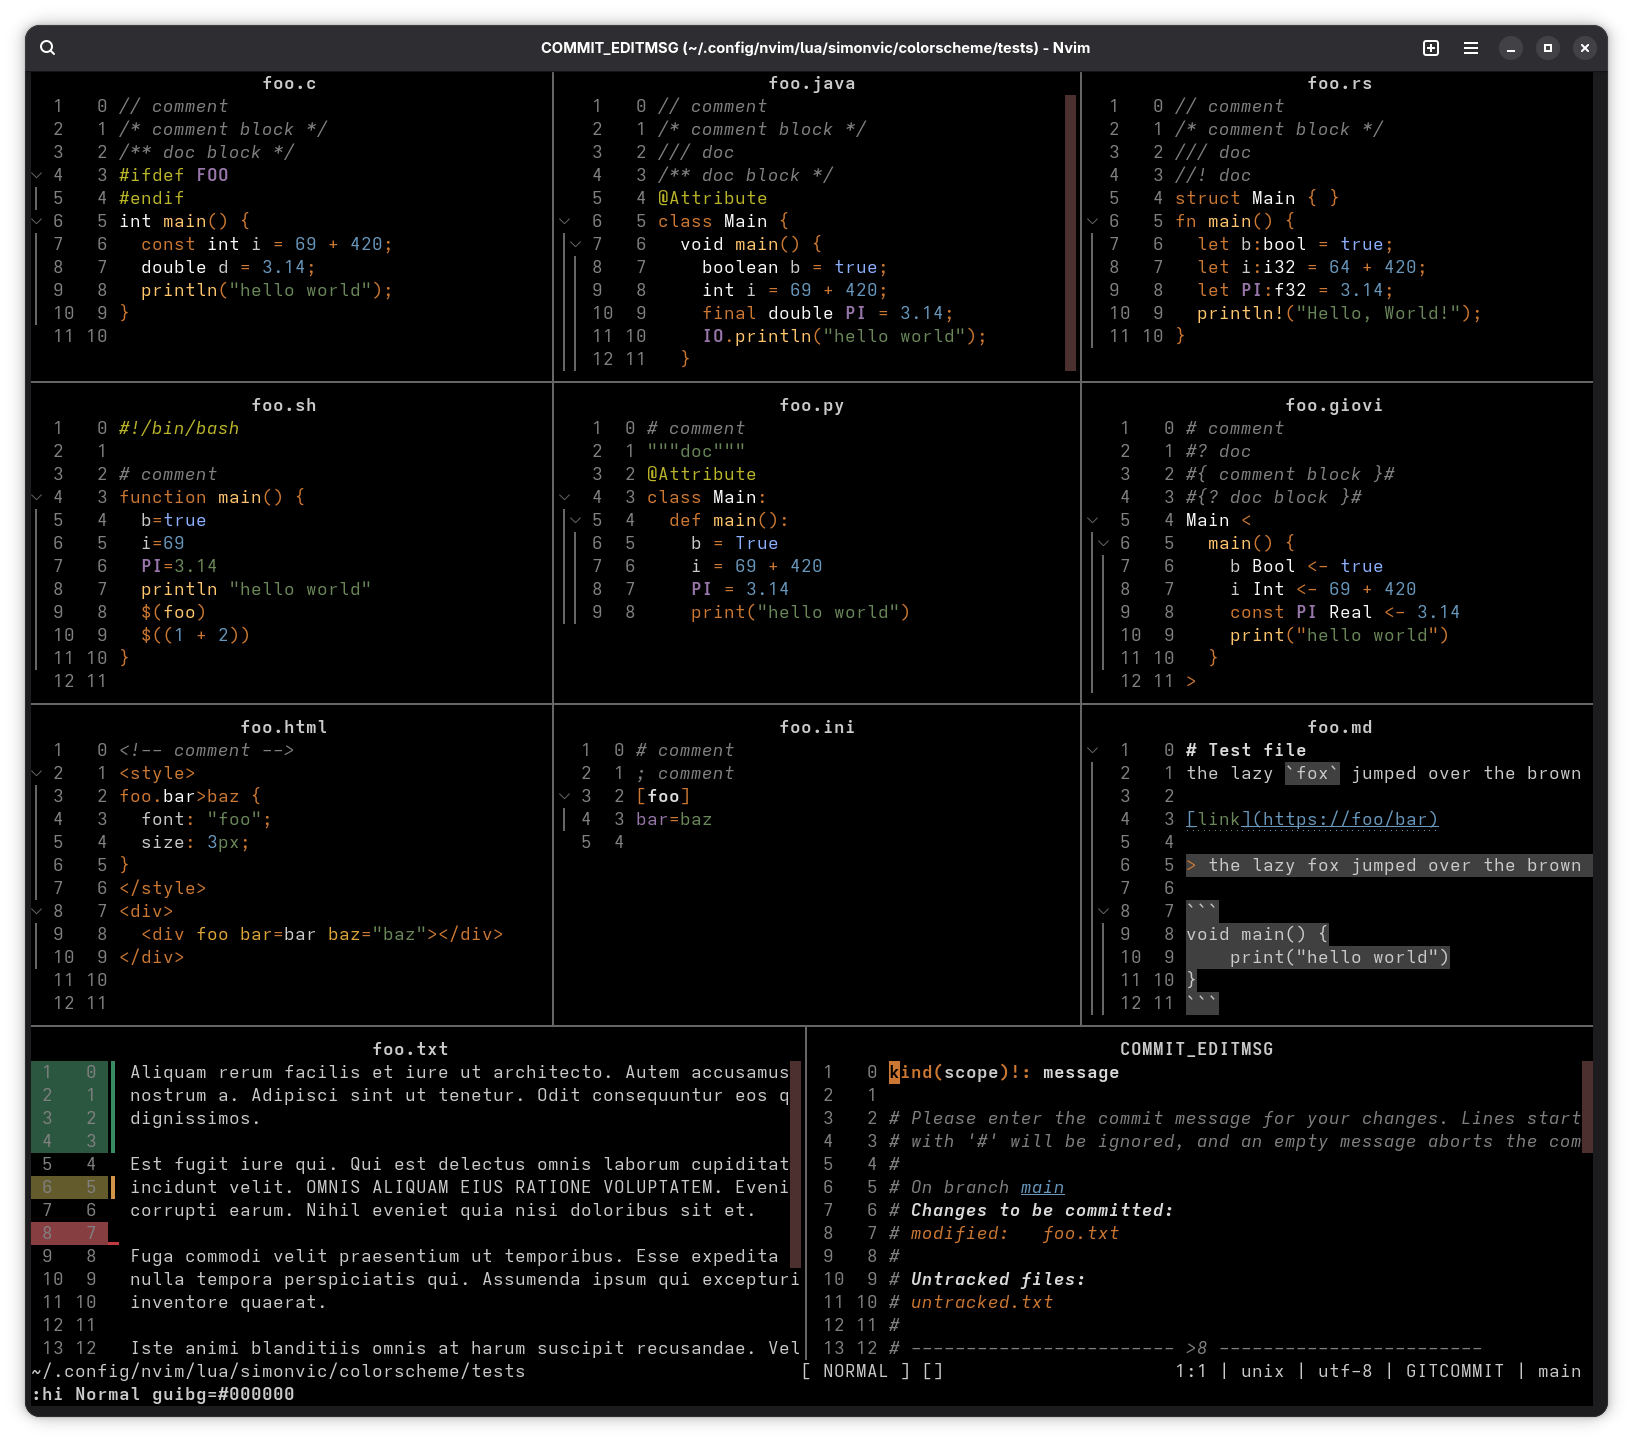 COMMIT_EDITMSG (~/.config/nvim/lua/simonvic/colorscheme/tests) - Nvim
foo.c
1 0 // comment
2 1 /* comment block */
3 2 /** doc block */
4 3 #ifdef FOO
5 4 #endif
6 5 int main() {
7 6   const int i = 69 + 420;
8 7   double d = 3.14;
9 8   println("hello world");
10 9 }
11 10
foo.java
1 0 // comment
2 1 /* comment block */
3 2 /// doc
4 3 /** doc block */
5 4 @Attribute
6 5 class Main {
7 6   void main() {
8 7     boolean b = true;
9 8     int i = 69 + 420;
10 9     final double PI = 3.14;
11 10     IO.println("hello world");
12 11   }
foo.rs
1 0 // comment
2 1 /* comment block */
3 2 /// doc
4 3 //! doc
5 4 struct Main { }
6 5 fn main() {
7 6   let b:bool = true;
8 7   let i:i32 = 64 + 420;
9 8   let PI:f32 = 3.14;
10 9   println!("Hello, World!");
11 10 }
foo.sh
1 0 #!/bin/bash
2 1
3 2 # comment
4 3 function main() {
5 4   b=true
6 5   i=69
7 6   PI=3.14
8 7   println "hello world"
9 8   $(foo)
10 9   $((1 + 2))
11 10 }
12 11
foo.py
1 0 # comment
2 1 """doc"""
3 2 @Attribute
4 3 class Main:
5 4   def main():
6 5     b = True
7 6     i = 69 + 420
8 7     PI = 3.14
9 8     print("hello world")
foo.giovi
1 0 # comment
2 1 #? doc
3 2 #{ comment block }#
4 3 #{? doc block }#
5 4 Main <
6 5   main() {
7 6     b Bool <- true
8 7     i Int <- 69 + 420
9 8     const PI Real <- 3.14
10 9     print("hello world")
11 10   }
12 11 >
foo.html
1 0 <!-- comment -->
2 1 <style>
3 2 foo.bar>baz {
4 3   font: "foo";
5 4   size: 3px;
6 5 }
7 6 </style>
8 7 <div>
9 8   <div foo bar=bar baz="baz"></div>
10 9 </div>
11 10
12 11
foo.ini
1 0 # comment
2 1 ; comment
3 2 [foo]
4 3 bar=baz
5 4
foo.md
1 0 # Test file
2 1 the lazy `fox` jumped over the brown
3 2
4 3 [link](https://foo/bar)
5 4
6 5 > the lazy fox jumped over the brown
7 6
8 7 ```
9 8 void main() {
10 9     print("hello world")
11 10 }
12 11 ```
foo.txt
1 0 Aliquam rerum facilis et iure ut architecto. Autem accusamus
2 1 nostrum a. Adipisci sint ut tenetur. Odit consequuntur eos q
3 2 dignissimos.
4 3
5 4 Est fugit iure qui. Qui est delectus omnis laborum cupiditat
6 5 incidunt velit. OMNIS ALIQUAM EIUS RATIONE VOLUPTATEM. Eveni
7 6 corrupti earum. Nihil eveniet quia nisi doloribus sit et.
8 7
9 8 Fuga commodi velit praesentium ut temporibus. Esse expedita
10 9 nulla tempora perspiciatis qui. Assumenda ipsum qui excepturi
11 10 inventore quaerat.
12 11
13 12 Iste animi blanditiis omnis at harum suscipit recusandae. Vel
COMMIT_EDITMSG
1 0 kind(scope)!: message
2 1
3 2 # Please enter the commit message for your changes. Lines start
4 3 # with '#' will be ignored, and an empty message aborts the com
5 4 #
6 5 # On branch main
7 6 # Changes to be committed:
8 7 # modified:   foo.txt
9 8 #
10 9 # Untracked files:
11 10 # untracked.txt
12 11 #
13 12 # ------------------------ >8 ------------------------
~/.config/nvim/lua/simonvic/colorscheme/tests [ NORMAL ] [] 1:1 | unix | utf-8 | GITCOMMIT | main
:hi Normal guibg=#000000